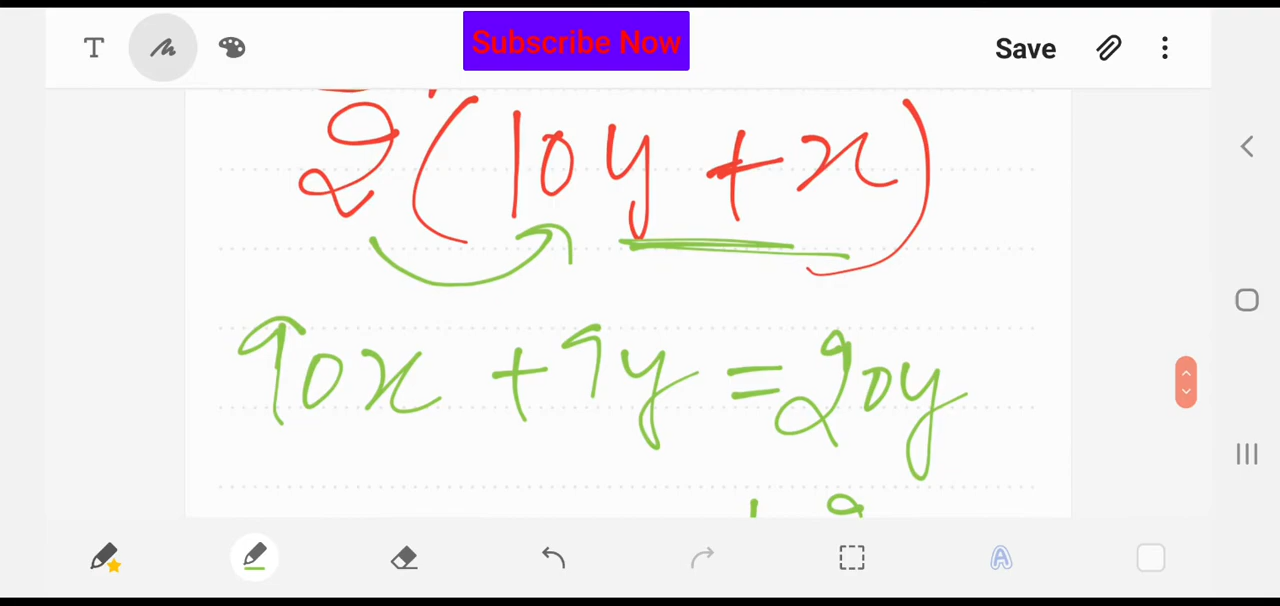 T Subscribe Now Save
2(10y + x)
90x + 9y = 20y
A